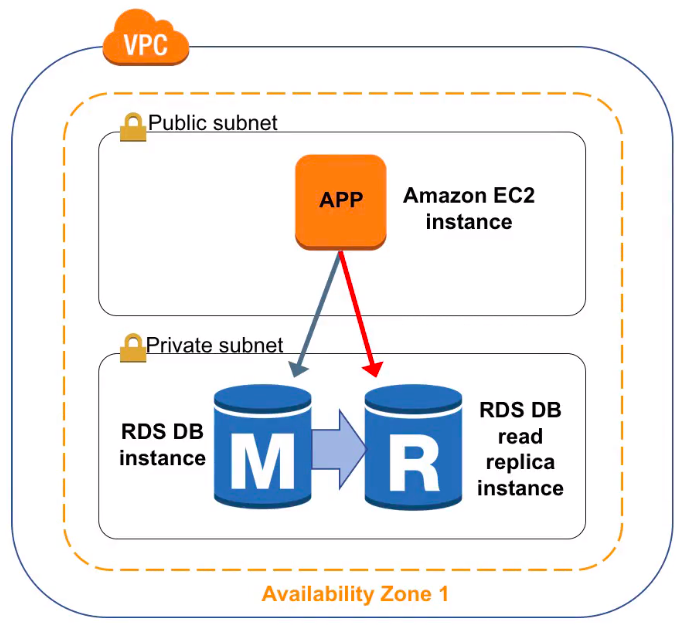 VPC
Public subnet
APP
Amazon EC2
instance
Private subnet
RDS DB
instance
M
R
RDS DB
read
replica
instance
Availability Zone 1